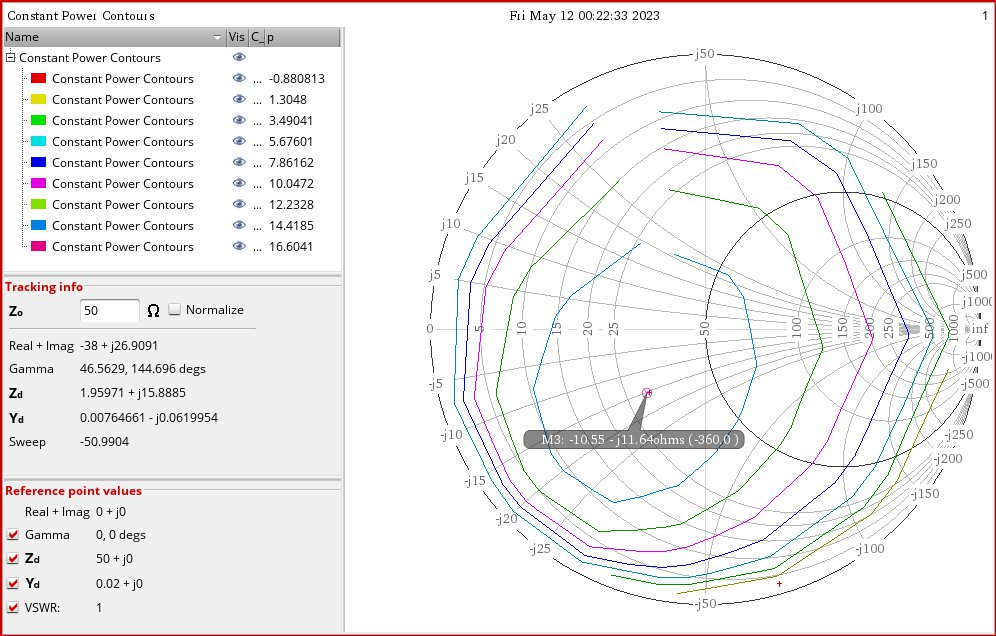 Constant Power Contours
Fri May 12 00:22:33 2023
1
Name Vis C_ p
Constant Power Contours
Constant Power Contours ... -0.880813
Constant Power Contours ... 1.3048
Constant Power Contours ... 3.49041
Constant Power Contours ... 5.67601
Constant Power Contours ... 7.86162
Constant Power Contours ... 10.0472
Constant Power Contours ... 12.2328
Constant Power Contours ... 14.4185
Constant Power Contours ... 16.6041
Tracking info
Zo 50 Ω Normalize
Real + Imag -38 + j26.9091
Gamma 46.5629, 144.696 degs
Zd 1.95971 + j15.8885
Yd 0.00764661 - j0.0619954
Sweep -50.9904
Reference point values
Real + Imag 0 + j0
Gamma 0, 0 degs
Zd 50 + j0
Yd 0.02 + j0
VSWR: 1
j50
j25
j100
j20
j150
j15
j200
j10
j250
j5
j500
j1000
0
5
10
15
20
25
50
100
150
200
250
500
1000
inf
-j1000
-j5
-j500
M3: -10.55 - j11.64ohms (-360.0 )
-j10
-j250
-j200
-j15
-j150
-j20
-j25
-j100
-j50